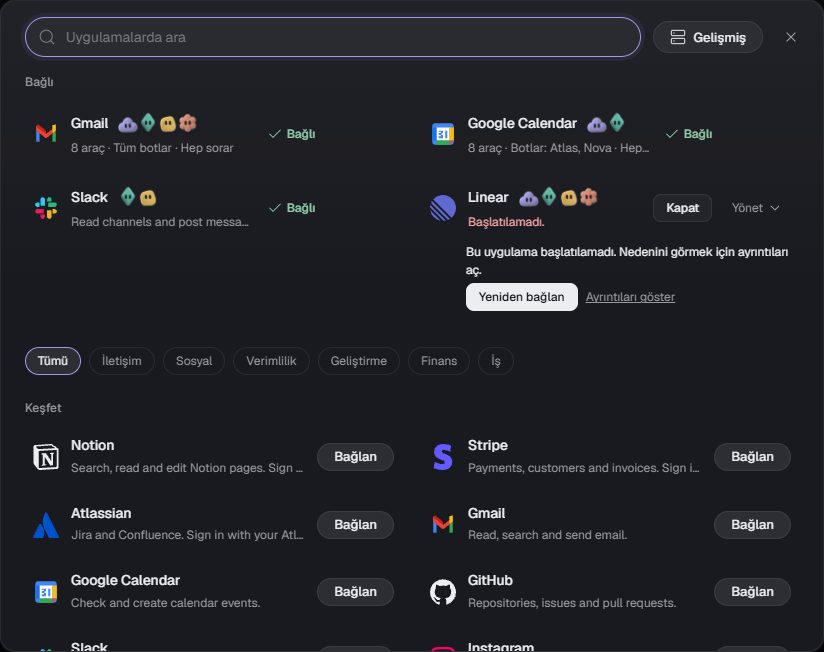 Uygulamalarda ara
Gelişmiş
Bağlı
Gmail
8 araç · Tüm botlar · Hep sorar
Bağlı
Google Calendar
8 araç · Botlar: Atlas, Nova · Hep...
Bağlı
Slack
Read channels and post messa...
Bağlı
Linear
Başlatılamadı.
Kapat
Yönet
Bu uygulama başlatılamadı. Nedenini görmek için ayrıntıları
aç.
Yeniden bağlan
Ayrıntıları göster
Tümü
İletişim
Sosyal
Verimlilik
Geliştirme
Finans
İş
Keşfet
Notion
Search, read and edit Notion pages. Sign ...
Bağlan
Stripe
Payments, customers and invoices. Sign i...
Bağlan
Atlassian
Jira and Confluence. Sign in with your Atl...
Bağlan
Gmail
Read, search and send email.
Bağlan
Google Calendar
Check and create calendar events.
Bağlan
GitHub
Repositories, issues and pull requests.
Bağlan
Slack
Instagram